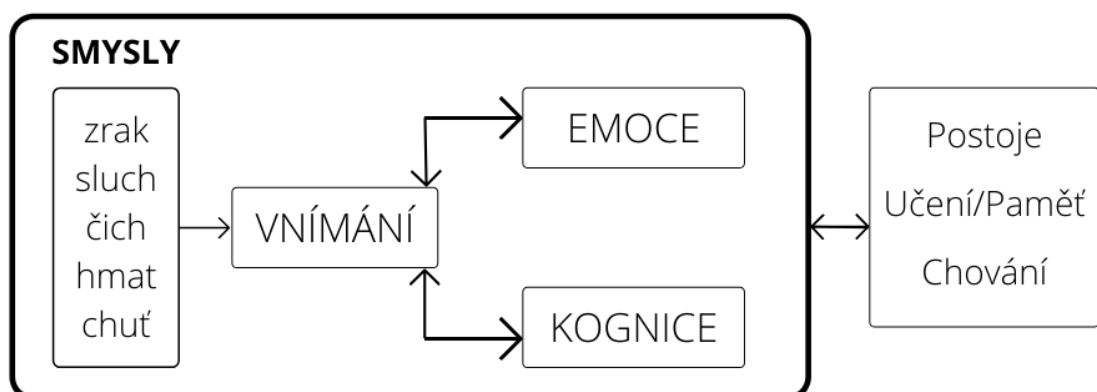 SMYSLY
zrak
sluch
čich
hmat
chuť
VNÍMÁNÍ
EMOCE
KOGNICE
Postoje
Učení/Paměť
Chování